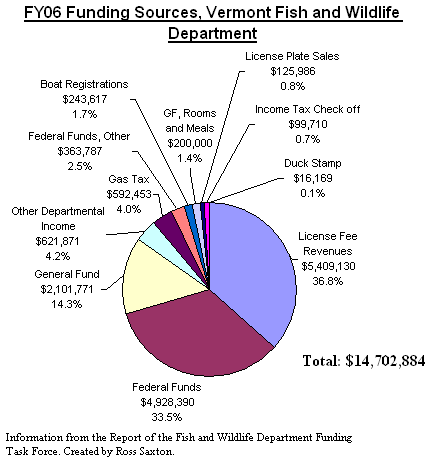 FY06 Funding Sources, Vermont Fish and Wildlife
Department
License Plate Sales
$125,986
0.8%
Boat Registrations
$243,617
1.7%
GF, Rooms
and Meals
$200,000
1.4%
Income Tax Check off
$99,710
0.7%
Federal Funds, Other
$363,787
2.5%
Duck Stamp
$16,169
0.1%
Gas Tax
$592,453
4.0%
Other Departmental
Income
$621,871
4.2%
License Fee
Revenues
$5,409,130
36.8%
General Fund
$2,101,771
14.3%
Total: $14,702,884
Federal Funds
$4,928,390
33.5%
Information from the Report of the Fish and Wildlife Department Funding
Task Force. Created by Ross Saxton.